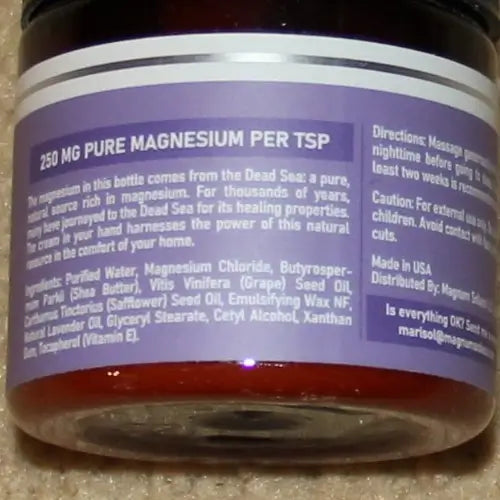 250 MG PURE MAGNESIUM PER TSP
The magnesium in this bottle comes from the Dead Sea: a pure,
natural source rich in magnesium. For thousands of years,
many have journeyed to the Dead Sea for its healing properties.
The cream in your hand harnesses the power of this natural
resource in the comfort of your home.
Ingredients: Purified Water, Magnesium Chloride, Butyrosper-
mum Parkii (Shea Butter), Vitis Vinifera (Grape) Seed Oil,
Carthumus Tinctorius (Safflower) Seed Oil, Emulsifying Wax NF,
Natural Lavender Oil, Glyceryl Stearate, Cetyl Alcohol, Xanthan
Gum, Tocopherol (Vitamin E).
Directions: Massage
nighttime before going to
least two weeks is
Caution: For external use
children. Avoid contact with
cuts.
Made in USA
Distributed By: Magnum
Is everything OK? Send me